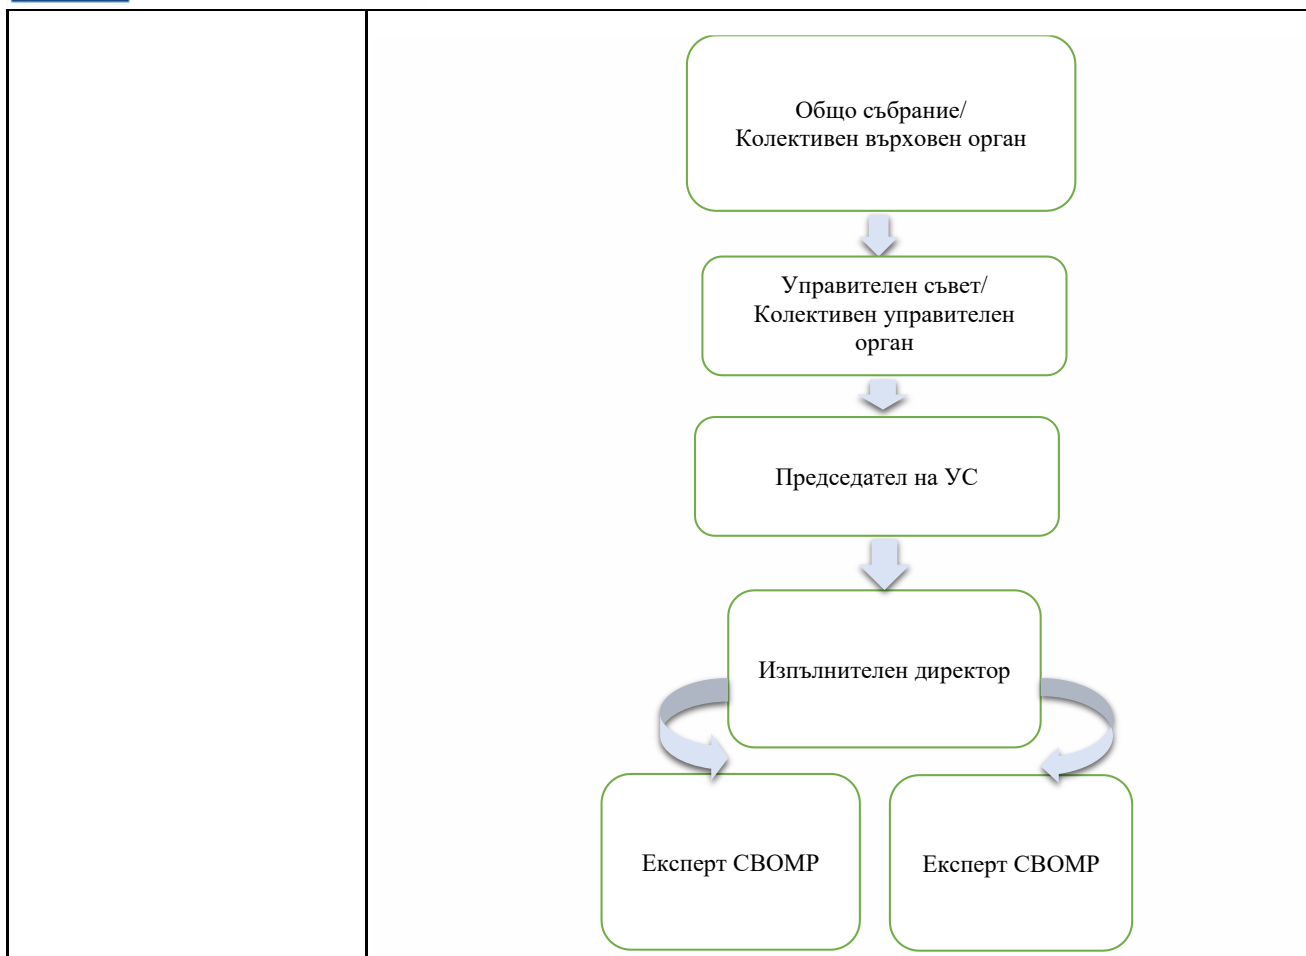 Общо събрание/
Колективен върховен орган
Управителен съвет/
Колективен управителен
орган
Председател на УС
Изпълнителен директор
Експерт СВОМР
Експерт СВОМР